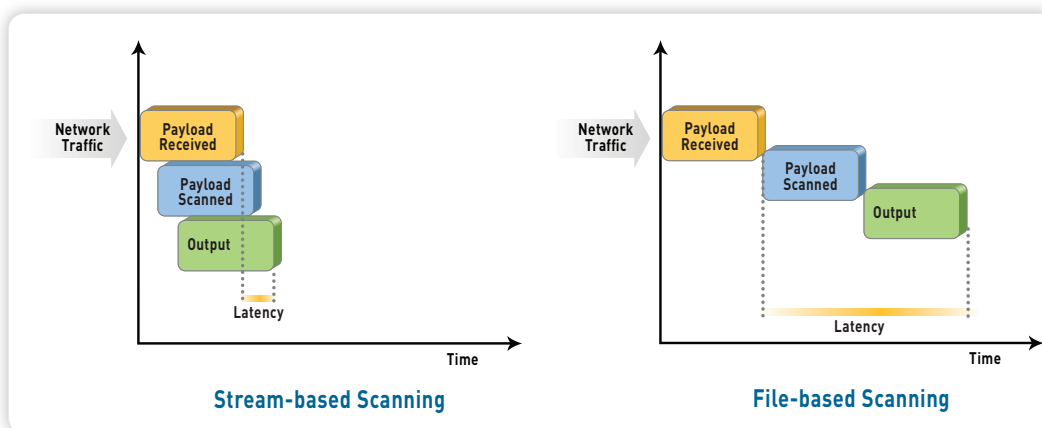 Network
Traffic
Payload
Received
Payload
Scanned
Output
Latency
Time
Stream-based Scanning
Network
Traffic
Payload
Received
Payload
Scanned
Output
Latency
Time
File-based Scanning